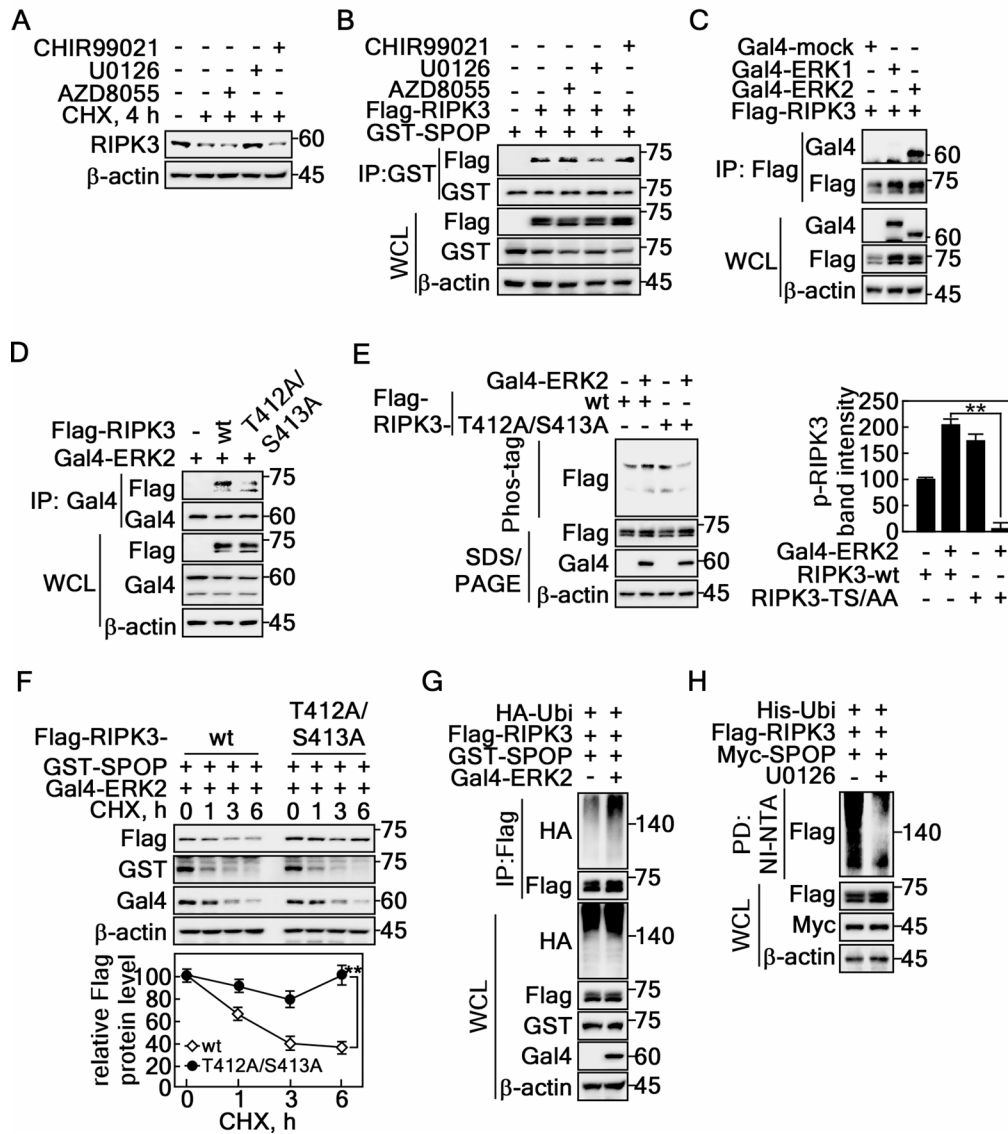 A
CHIR99021 - - - - +
U0126 - - - + -
AZD8055 - - + - -
CHX, 4 h - + + + +
RIPK3 60
β-actin 45
B
CHIR99021 - - - - +
U0126 - - - + -
AZD8055 - - + - -
Flag-RIPK3 - + + + +
GST-SPOP + + + + +
IP:GST
Flag 75
GST 75
WCL
Flag 75
GST 75
β-actin 45
C
Gal4-mock + - -
Gal4-ERK1 - + -
Gal4-ERK2 - - +
Flag-RIPK3 + + +
IP: Flag
Gal4 60
Flag 75
WCL
Gal4 60
Flag 75
β-actin 45
D
Flag-RIPK3 - wt T412A/
S413A
Gal4-ERK2 + + +
IP: Gal4
Flag 75
Gal4 60
WCL
Flag 75
Gal4 60
β-actin 45
E
Gal4-ERK2 - + - +
Flag-
RIPK3-
wt + + - -
T412A/S413A - - + +
Phos-tag
Flag
SDS/
PAGE
Flag 75
Gal4 60
β-actin 45
p-RIPK3
band intensity
250
200
150
100
50
0
**
Gal4-ERK2 - + - +
RIPK3-wt + + - -
RIPK3-TS/AA - - + +
F
Flag-RIPK3- wt T412A/
S413A
GST-SPOP + + + + + + + +
Gal4-ERK2 + + + + + + + +
CHX, h 0 1 3 6 0 1 3 6
Flag 75
GST 75
Gal4 60
β-actin 45
relative Flag
protein level
100
80
60
40
20
0
**
wt
T412A/S413A
0 1 3 6
CHX, h
G
HA-Ubi + +
Flag-RIPK3 + +
GST-SPOP + +
Gal4-ERK2 - +
IP:Flag
HA 140
Flag 75
WCL
HA 140
Flag 75
GST 75
Gal4 60
β-actin 45
H
His-Ubi + +
Flag-RIPK3 + +
Myc-SPOP + +
U0126 - +
PD:
NI-NTA
Flag 140
WCL
Flag 75
Myc 45
β-actin 45